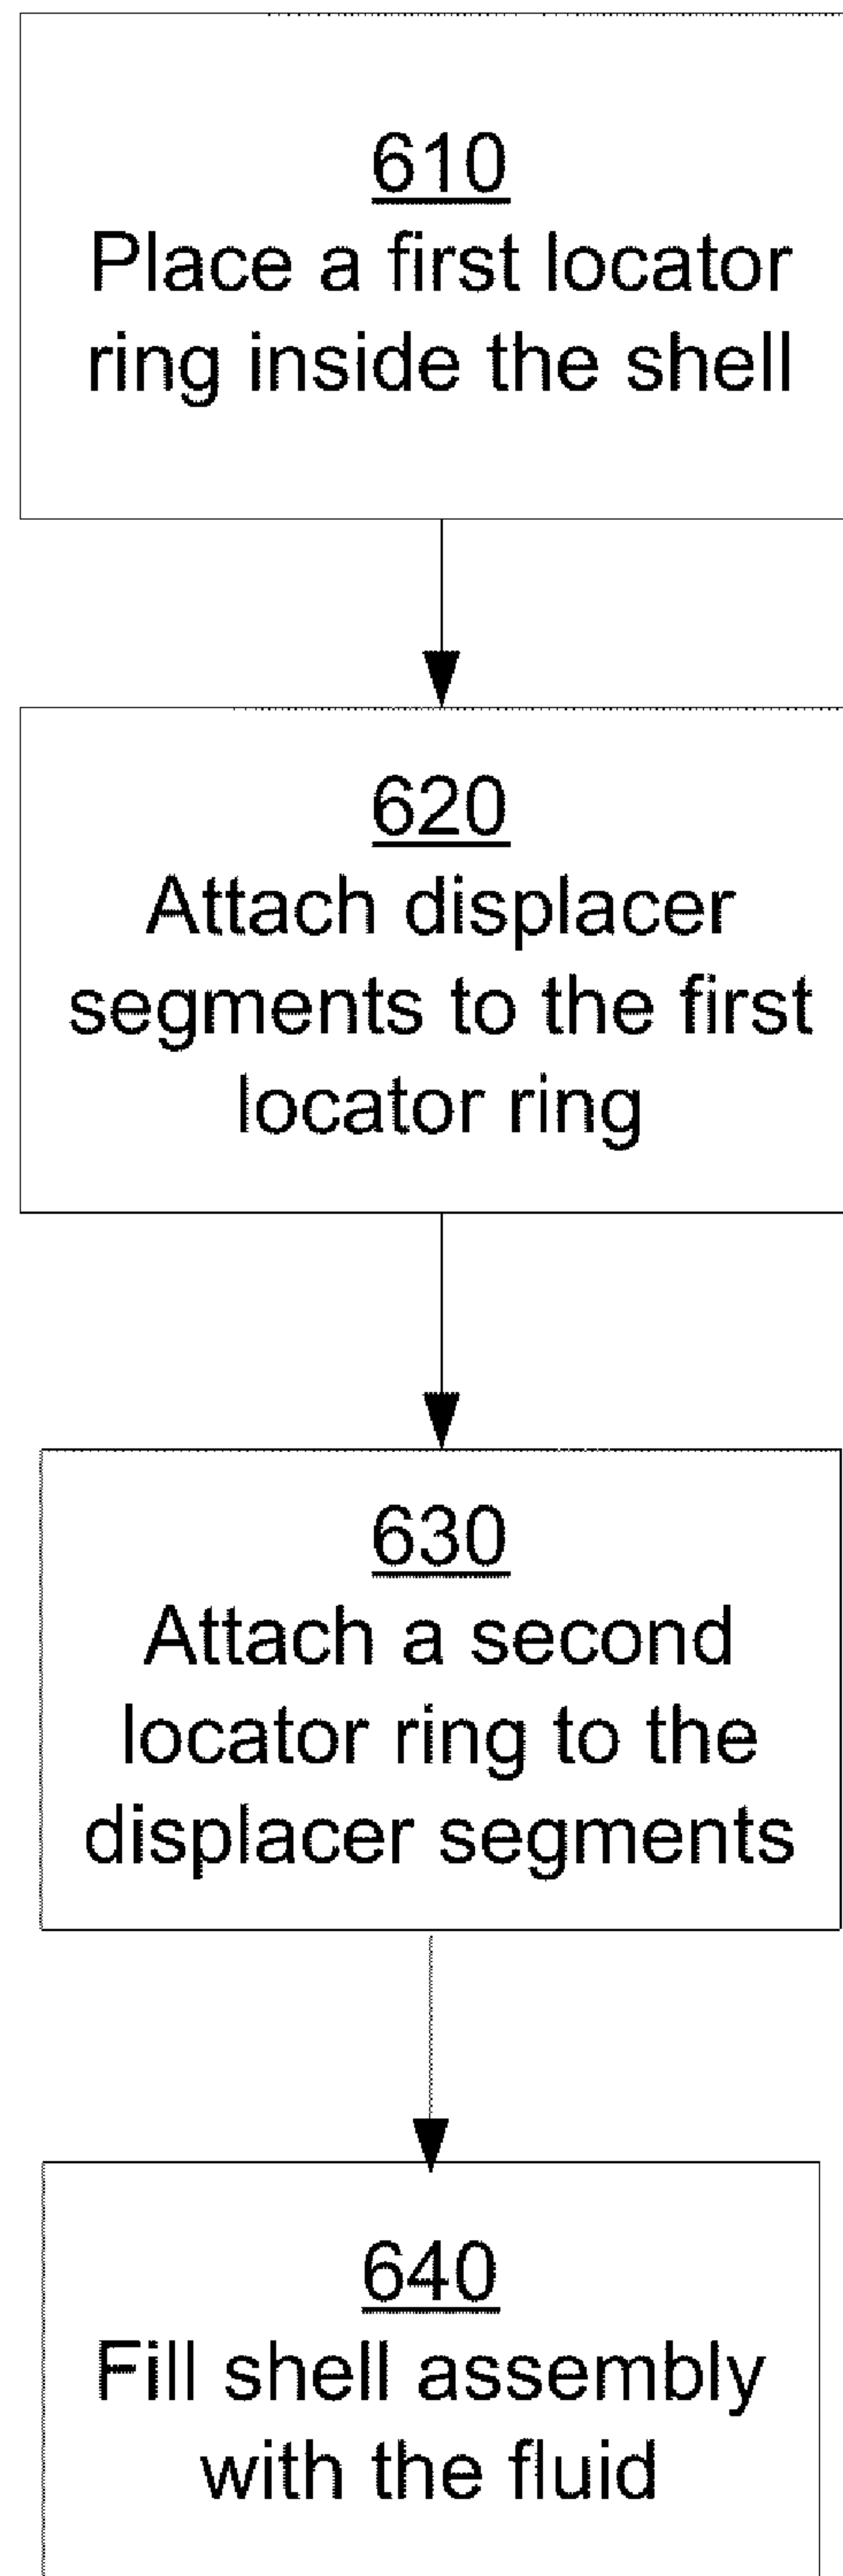 610
Place a first locator
ring inside the shell
620
Attach displacer
segments to the first
locator ring
630
Attach a second
locator ring to the
displacer segments
640
Fill shell assembly
with the fluid